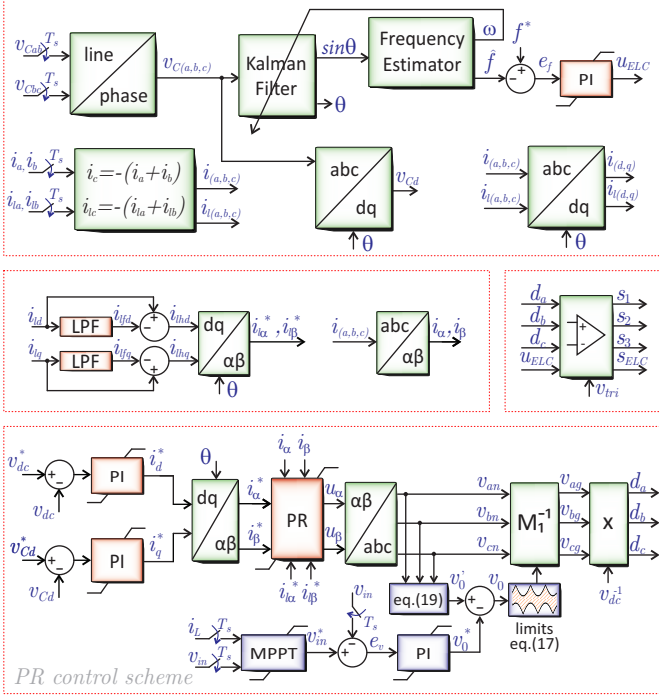 v_Cab T_s
v_Cbc T_s
line
phase
v_C(a,b,c)
Kalman
Filter
sinθ
θ
Frequency
Estimator
ω
f̂
f*
- +
e_f
PI
u_ELC
i_a, i_b T_s
i_la, i_lb T_s
i_c=-(i_a+i_b)
i_lc=-(i_la+i_lb)
i_(a,b,c)
i_l(a,b,c)
abc
dq
v_Cd
θ
i_(a,b,c)
i_l(a,b,c)
abc
dq
i_(d,q)
i_l(d,q)
θ
i_ld LPF i_lfd + - i_lhd
i_lq LPF i_lfq - + i_lhq
dq
αβ
i_α*, i_β*
θ
i_(a,b,c)
abc
αβ
i_α, i_β
d_a
d_b
d_c
u_ELC
+
-
s_1
s_2
s_3
s_ELC
v_tri
v_dc* + - PI i_d*
v_dc
v_Cd* + - PI i_q*
v_Cd
θ
dq
αβ
i_α*
i_β*
i_α i_β
PR
i_lα* i_lβ*
u_α
u_β
αβ
abc
v_an
v_bn
v_cn
M_1^-1
v_ag
v_bg
v_cg
x
d_a
d_b
d_c
v_dc^-1
eq.(19) v_0' + - v_0
limits
eq.(17)
i_L T_s
v_in T_s
MPPT
v_in*
v_in
T_s
- +
e_v
PI
v_0*
PR control scheme